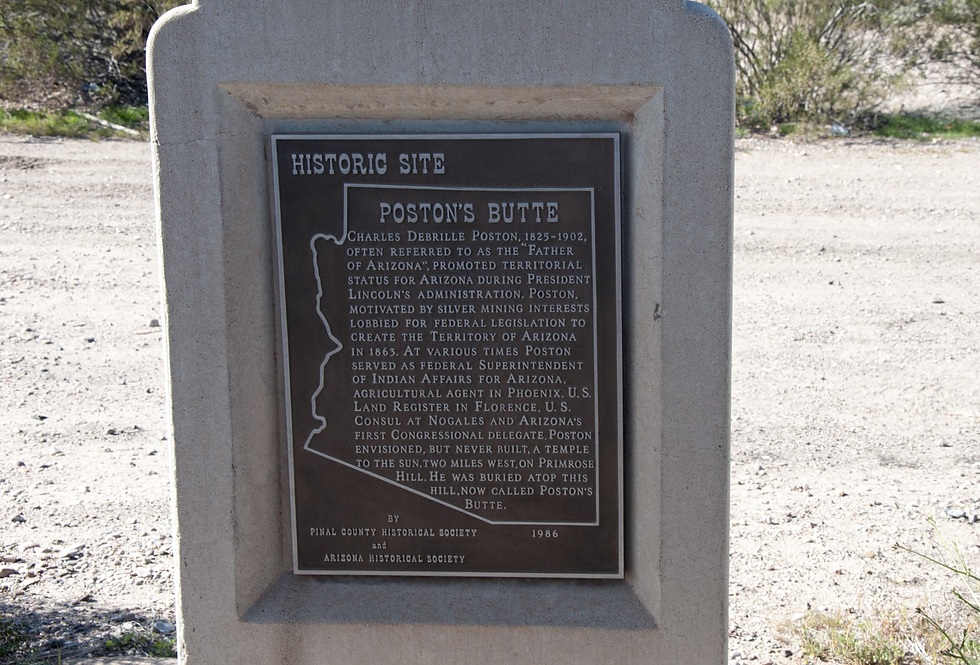 HISTORIC SITE
POSTON'S BUTTE
CHARLES DEBRILLE POSTON, 1825-1902,
OFTEN REFERRED TO AS THE "FATHER
OF ARIZONA", PROMOTED TERRITORIAL
STATUS FOR ARIZONA DURING PRESIDENT
LINCOLN'S ADMINISTRATION. POSTON,
MOTIVATED BY SILVER MINING INTERESTS
LOBBIED FOR FEDERAL LEGISLATION TO
CREATE THE TERRITORY OF ARIZONA
IN 1863. AT VARIOUS TIMES POSTON
SERVED AS FEDERAL SUPERINTENDENT
OF INDIAN AFFAIRS FOR ARIZONA,
AGRICULTURAL AGENT IN PHOENIX, U.S.
LAND REGISTER IN FLORENCE, U.S.
CONSUL AT NOGALES AND ARIZONA'S
FIRST CONGRESSIONAL DELEGATE, POSTON
ENVISIONED, BUT NEVER BUILT, A TEMPLE
TO THE SUN, TWO MILES WEST, ON PRIMROSE
HILL. HE WAS BURIED ATOP THIS
HILL, NOW CALLED POSTON'S
BUTTE.
BY
PINAL COUNTY HISTORICAL SOCIETY
and
ARIZONA HISTORICAL SOCIETY
1986